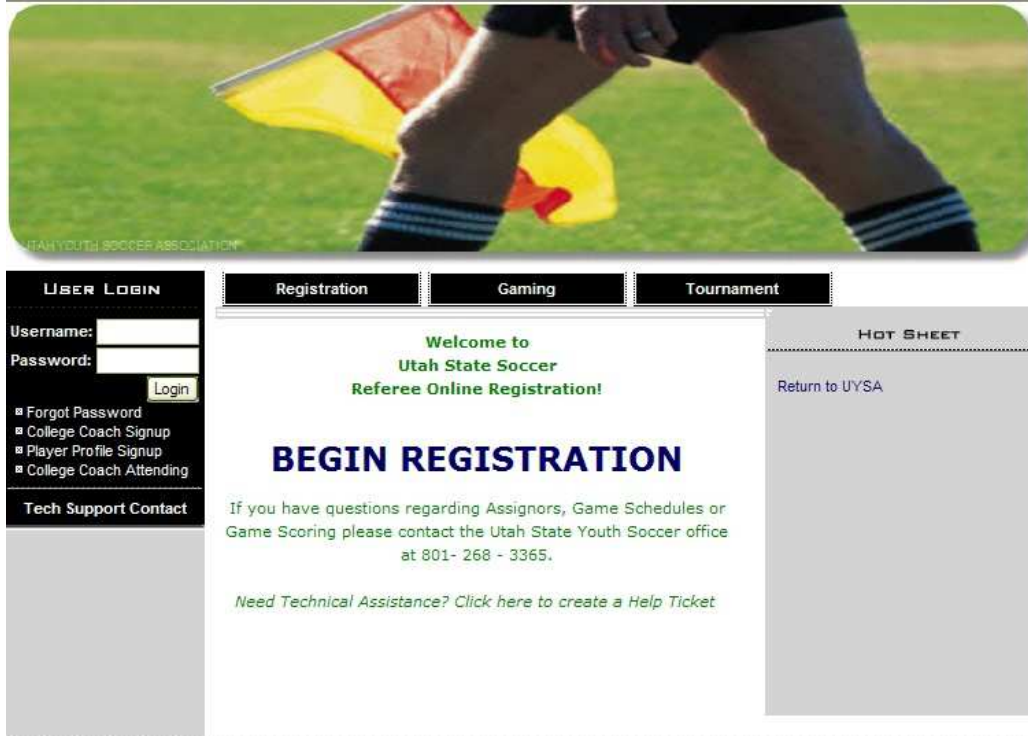 UTAH YOUTH SOCCER ASSOCIATION
USER LOGIN
Username:
Password:
Login
Forgot Password
College Coach Signup
Player Profile Signup
College Coach Attending
Tech Support Contact
Registration
Gaming
Tournament
Welcome to
Utah State Soccer
Referee Online Registration!
BEGIN REGISTRATION
If you have questions regarding Assignors, Game Schedules or
Game Scoring please contact the Utah State Youth Soccer office
at 801- 268 - 3365.
Need Technical Assistance? Click here to create a Help Ticket
HOT SHEET
Return to UYSA